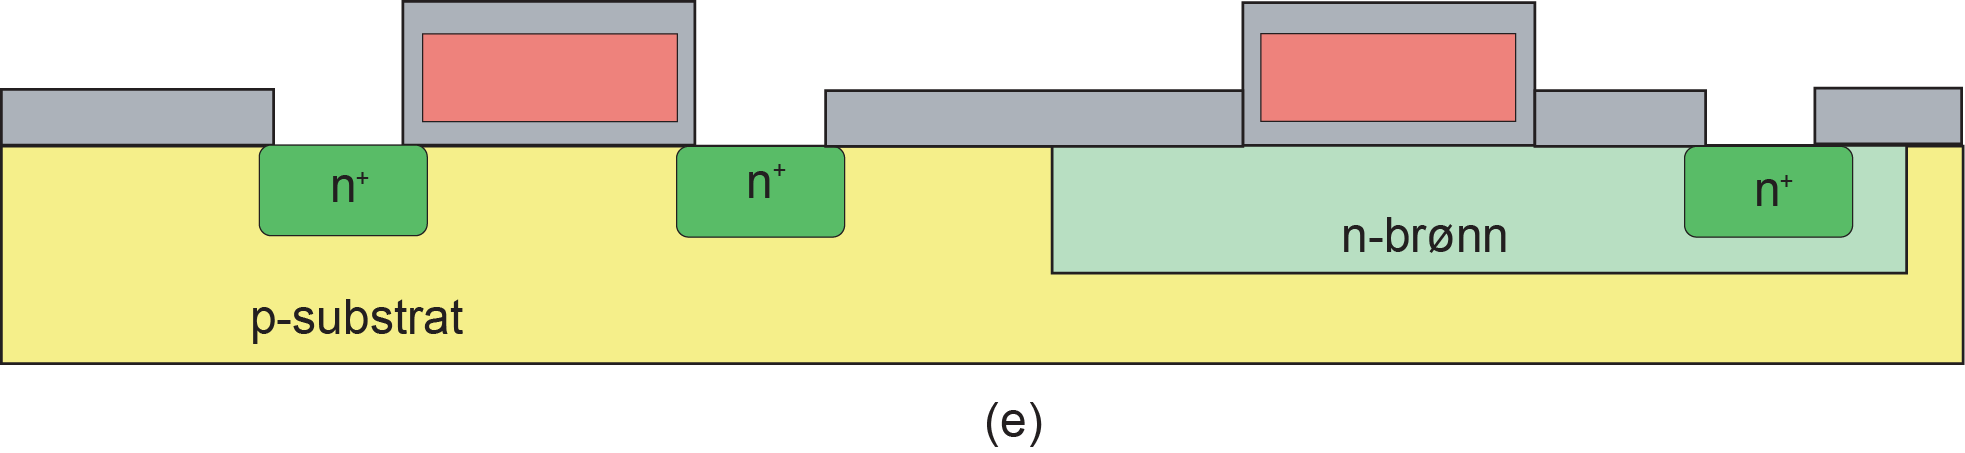 n⁺
n⁺
n⁺
n-brønn
p-substrat
(e)